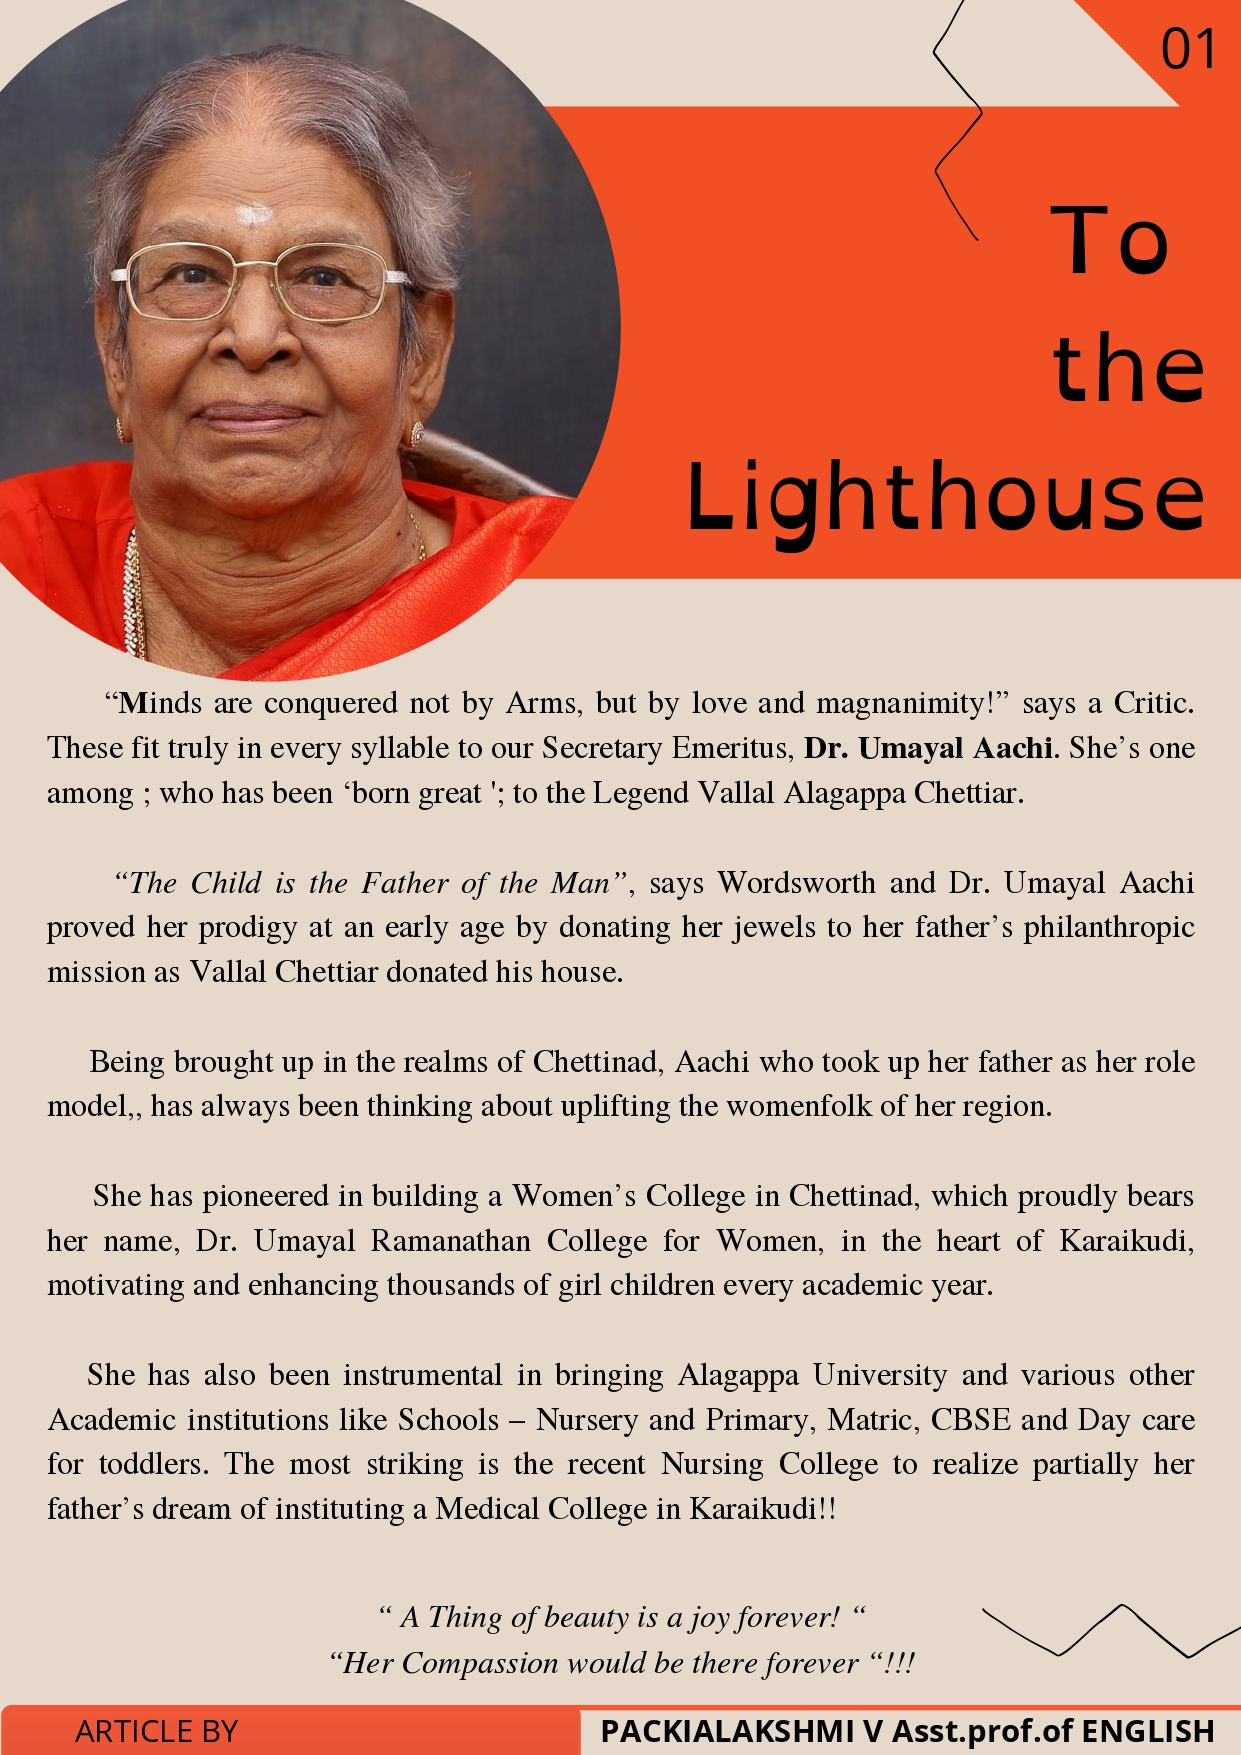 01
To
the
Lighthouse
“Minds are conquered not by Arms, but by love and magnanimity!” says a Critic.
These fit truly in every syllable to our Secretary Emeritus, Dr. Umayal Aachi. She’s one
among ; who has been ‘born great '; to the Legend Vallal Alagappa Chettiar.
“The Child is the Father of the Man”, says Wordsworth and Dr. Umayal Aachi
proved her prodigy at an early age by donating her jewels to her father’s philanthropic
mission as Vallal Chettiar donated his house.
Being brought up in the realms of Chettinad, Aachi who took up her father as her role
model,, has always been thinking about uplifting the womenfolk of her region.
She has pioneered in building a Women’s College in Chettinad, which proudly bears
her name, Dr. Umayal Ramanathan College for Women, in the heart of Karaikudi,
motivating and enhancing thousands of girl children every academic year.
She has also been instrumental in bringing Alagappa University and various other
Academic institutions like Schools – Nursery and Primary, Matric, CBSE and Day care
for toddlers. The most striking is the recent Nursing College to realize partially her
father’s dream of instituting a Medical College in Karaikudi!!
“ A Thing of beauty is a joy forever! “
“Her Compassion would be there forever “!!!
ARTICLE BY PACKIALAKSHMI V Asst.prof.of ENGLISH